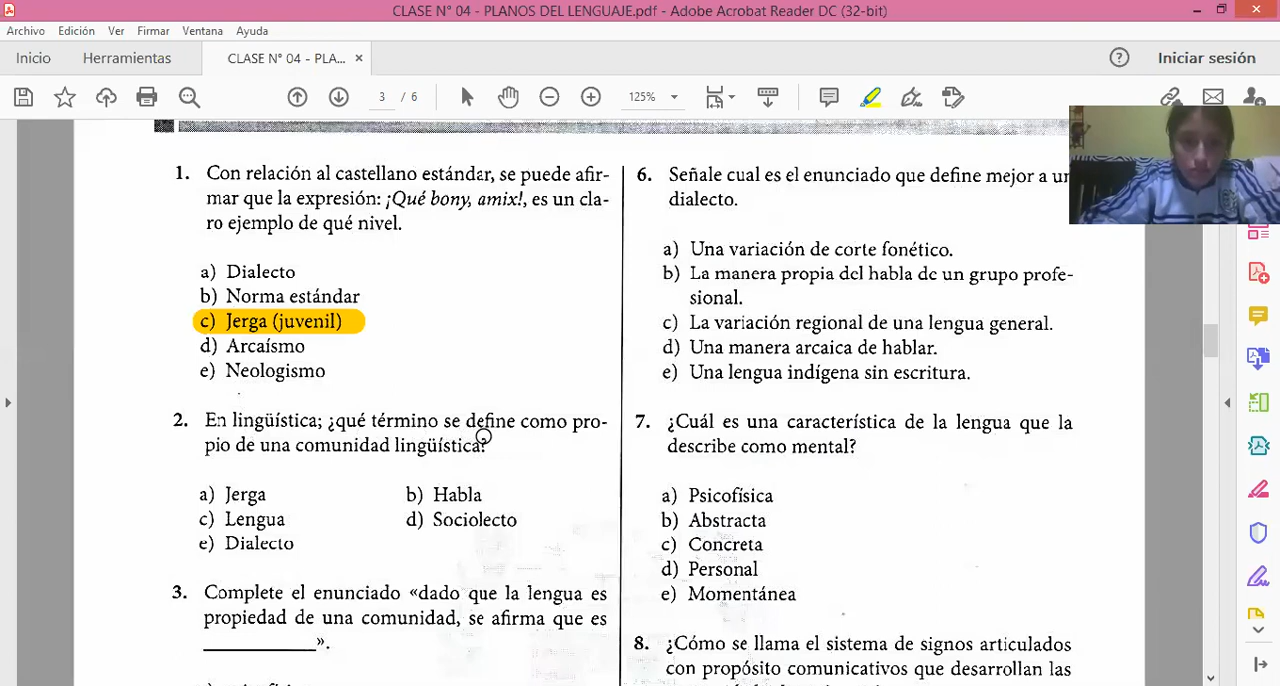 CLASE N° 04 - PLANOS DEL LENGUAJE.pdf - Adobe Acrobat Reader DC (32-bit)
Archivo Edición Ver Firmar Ventana Ayuda
Inicio Herramientas CLASE N° 04 - PLA... × Iniciar sesión
3 / 6 125%
1. Con relación al castellano estándar, se puede afir-
mar que la expresión: ¡Qué bony, amix!, es un cla-
ro ejemplo de qué nivel.
a) Dialecto
b) Norma estándar
c) Jerga (juvenil)
d) Arcaísmo
e) Neologismo
2. En lingüística; ¿qué término se define como pro-
pio de una comunidad lingüística?
a) Jerga b) Habla
c) Lengua d) Sociolecto
e) Dialecto
3. Complete el enunciado «dado que la lengua es
propiedad de una comunidad, se afirma que es
____________».
6. Señale cual es el enunciado que define mejor a un
dialecto.
a) Una variación de corte fonético.
b) La manera propia del habla de un grupo profe-
sional.
c) La variación regional de una lengua general.
d) Una manera arcaica de hablar.
e) Una lengua indígena sin escritura.
7. ¿Cuál es una característica de la lengua que la
describe como mental?
a) Psicofísica
b) Abstracta
c) Concreta
d) Personal
e) Momentánea
8. ¿Cómo se llama el sistema de signos articulados
con propósito comunicativos que desarrollan las